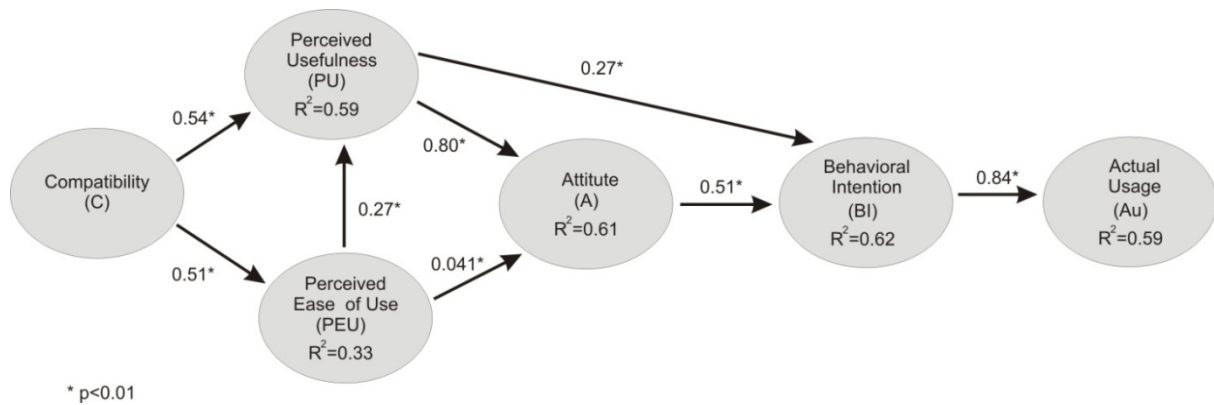 Perceived
Usefulness
(PU)
R²=0.59
0.27*
0.54*
0.80*
Compatibility
(C)
Attitute
(A)
R²=0.61
0.51*
Behavioral
Intention
(BI)
R²=0.62
0.84*
Actual
Usage
(Au)
R²=0.59
0.27*
0.51*
0.041*
Perceived
Ease of Use
(PEU)
R²=0.33
* p<0.01